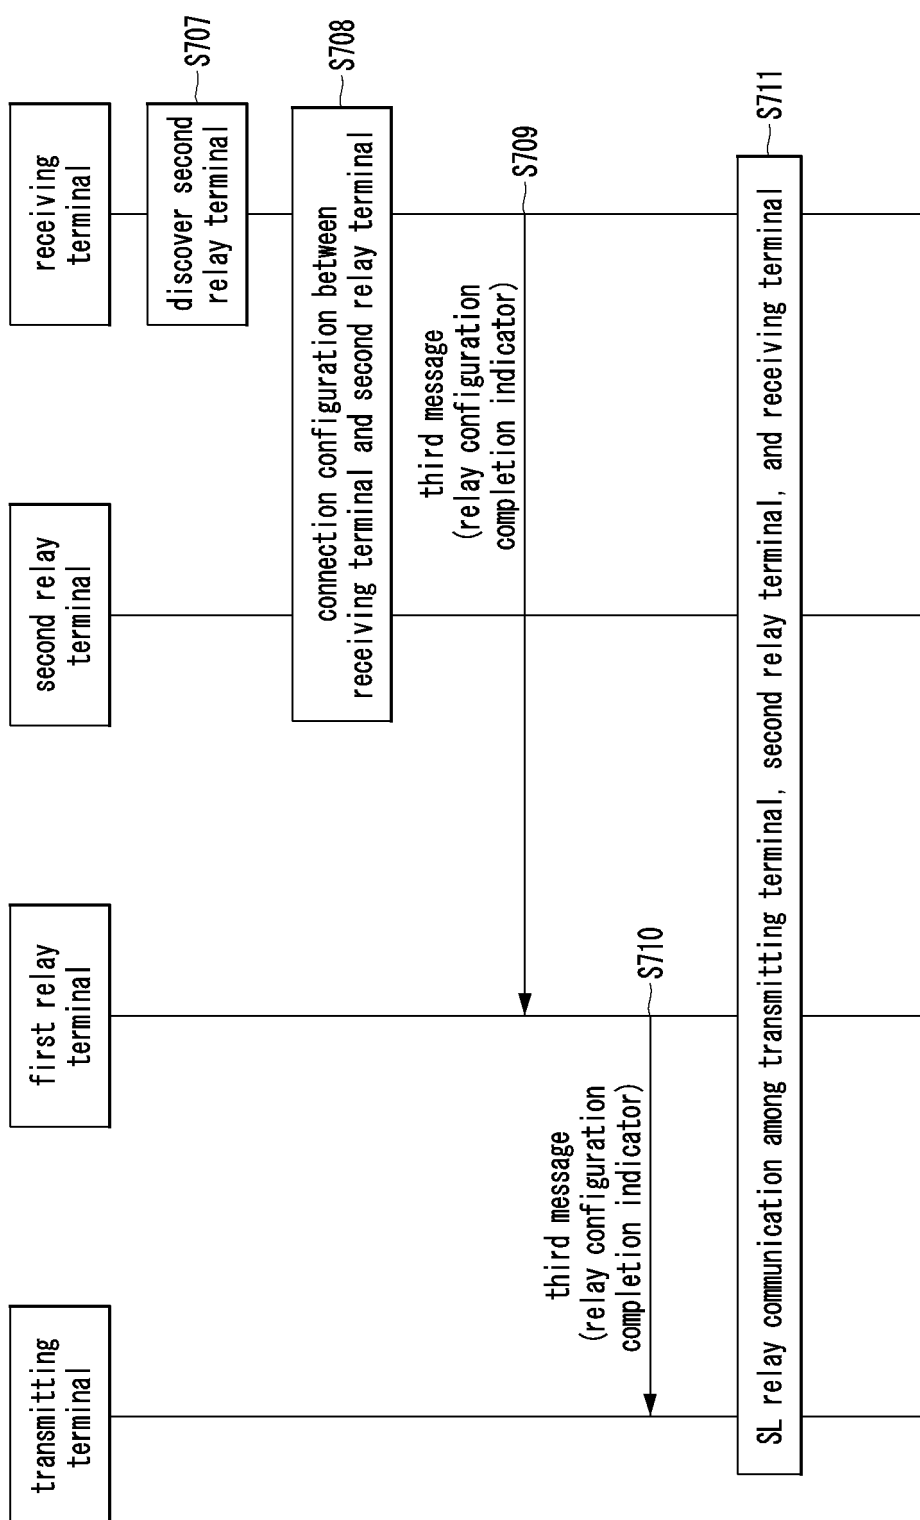 transmitting
terminal
first relay
terminal
second relay
terminal
receiving
terminal
discover second
relay terminal
S707
connection configuration between
receiving terminal and second relay terminal
S708
third message
(relay configuration
completion indicator)
S709
third message
(relay configuration
completion indicator)
S710
SL relay communication among transmitting terminal, second relay terminal, and receiving terminal
S711